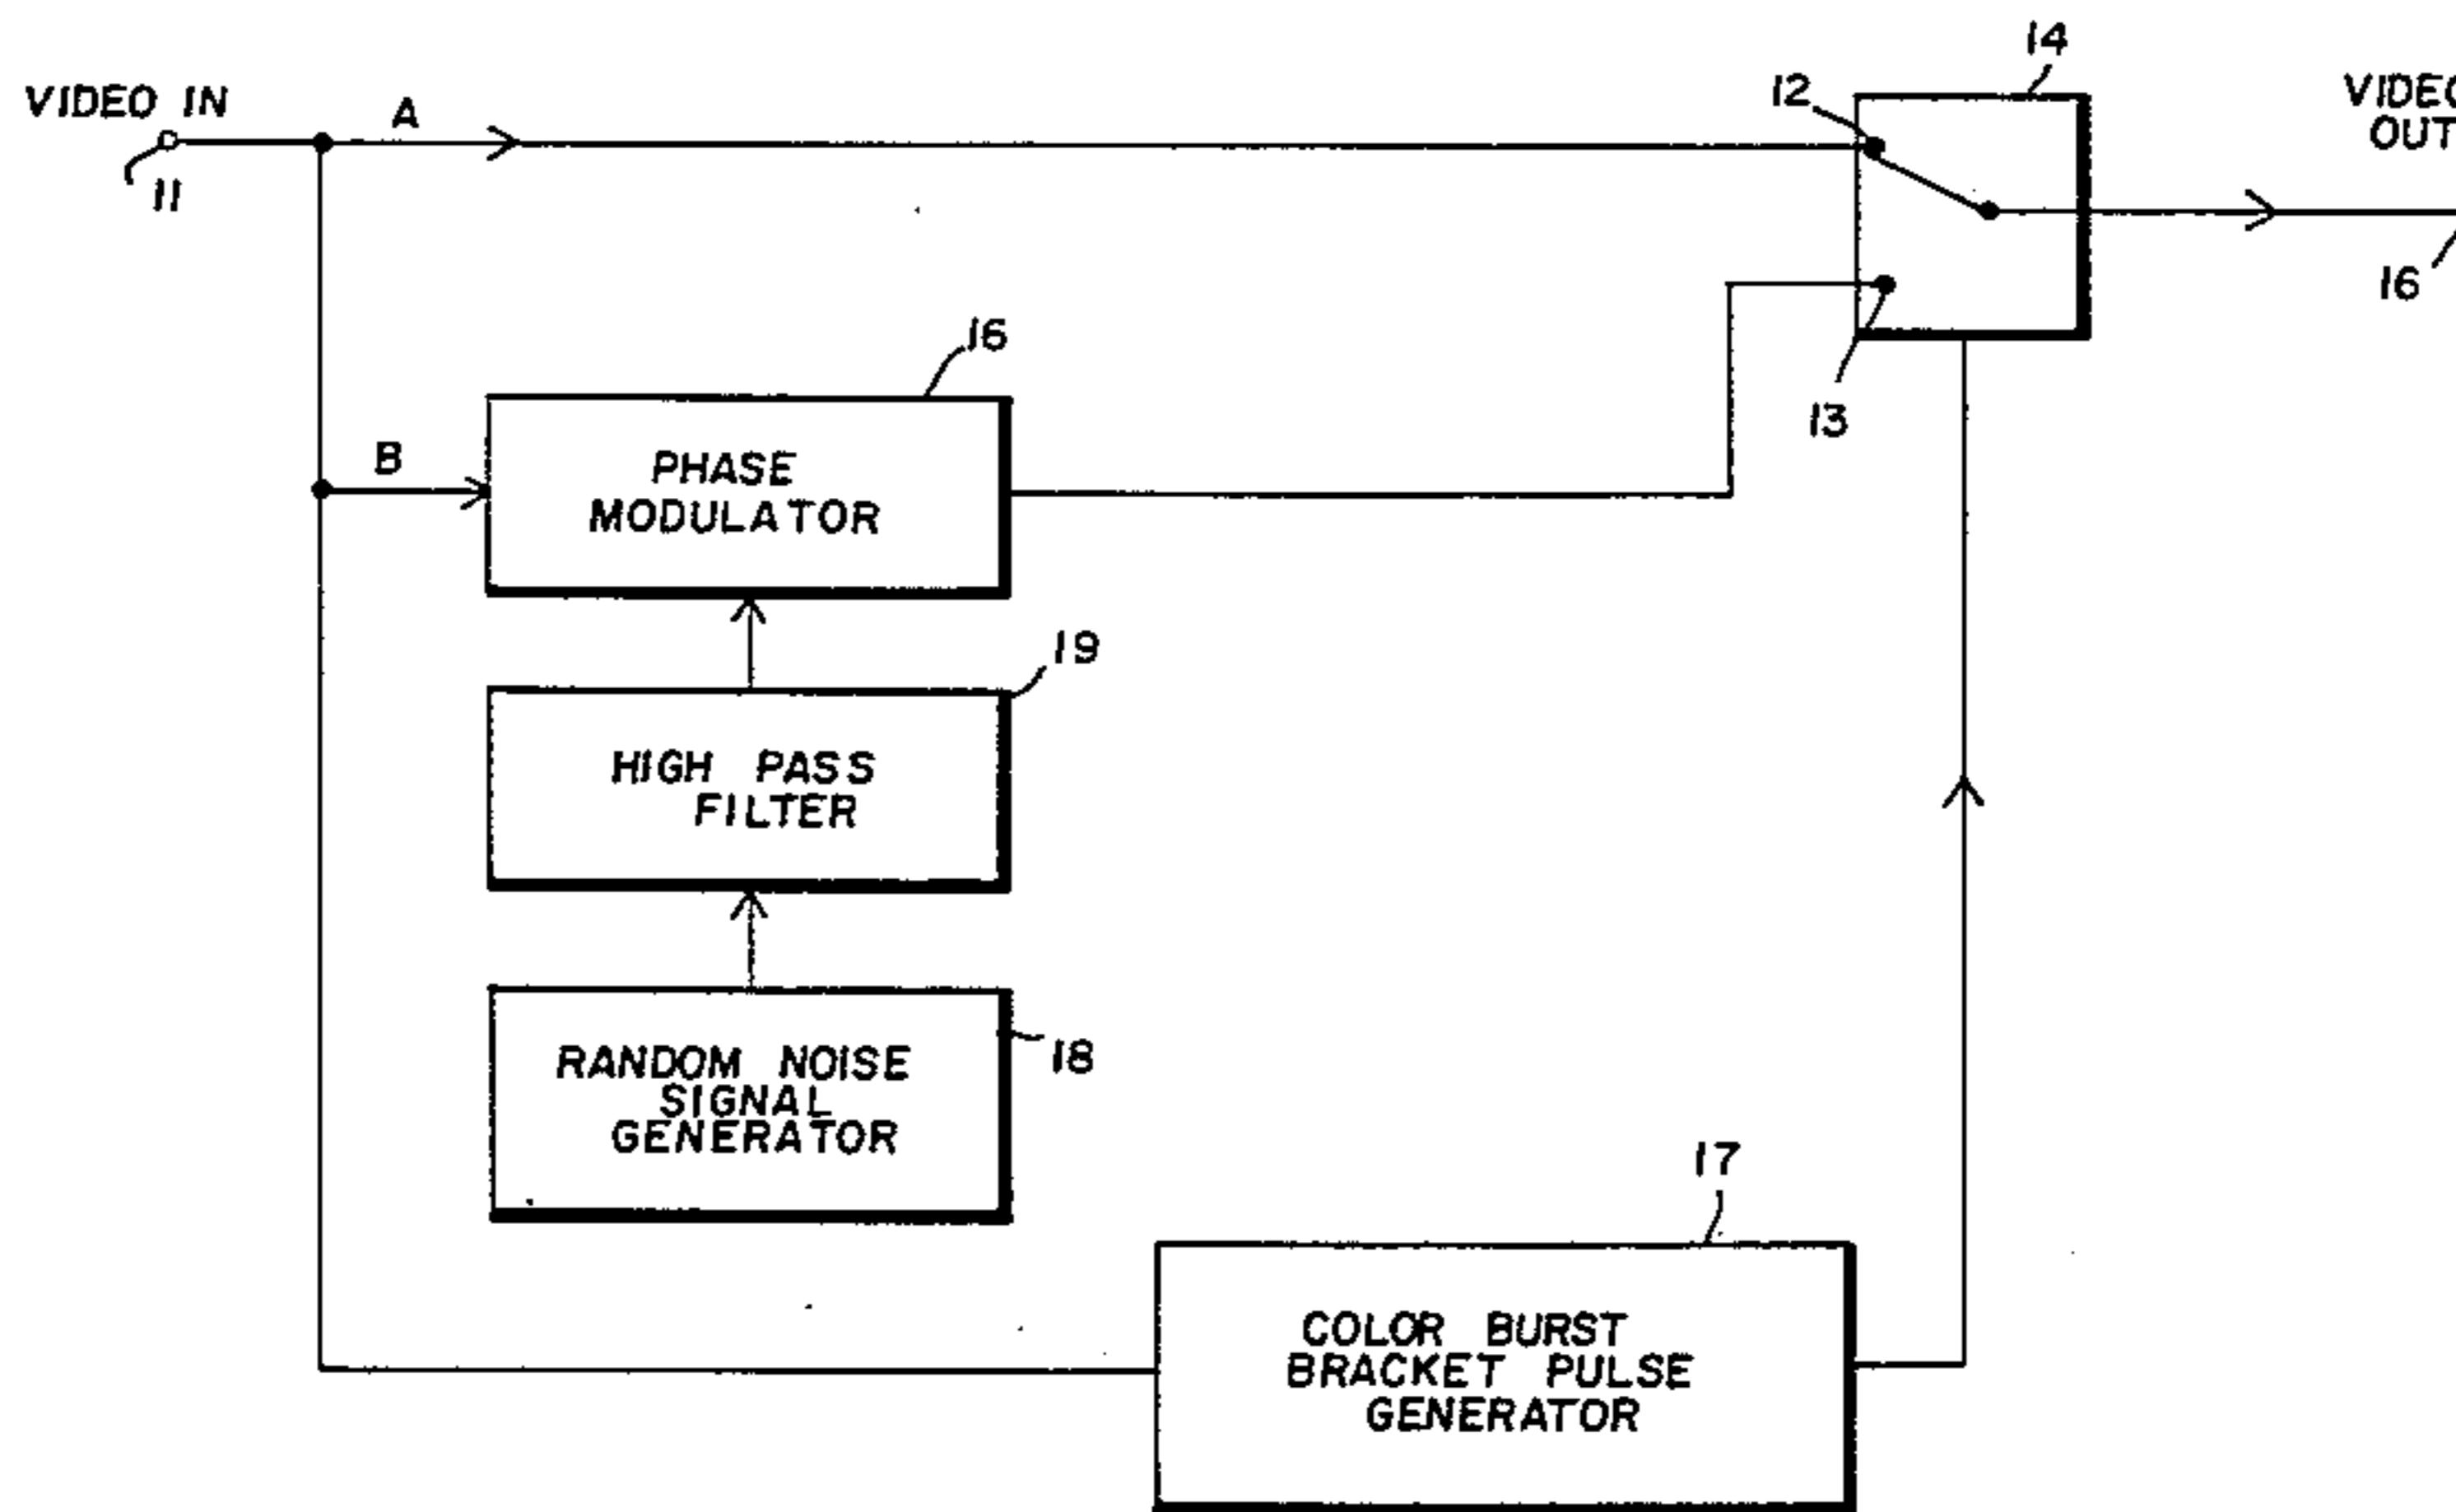 14
12
VIDEO IN
A
VIDEO
OUT
11
16
16
13
B
PHASE
MODULATOR
19
HIGH PASS
FILTER
18
RANDOM NOISE
SIGNAL
GENERATOR
17
COLOR BURST
BRACKET PULSE
GENERATOR